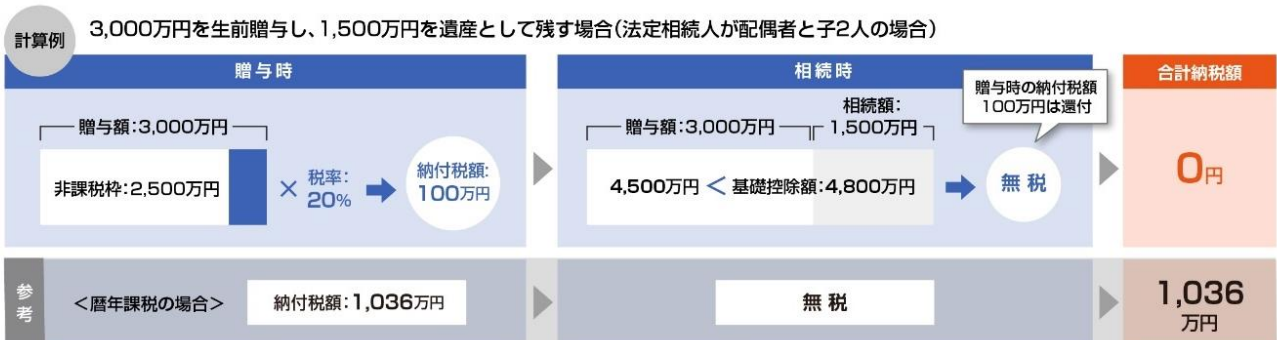 計算例
3,000万円を生前贈与し、1,500万円を遺産として残す場合(法定相続人が配偶者と子2人の場合)
贈与時
贈与額:3,000万円
非課税枠:2,500万円
×
税率:
20%
納付税額:
100万円
相続時
贈与時の納付税額
100万円は還付
贈与額:3,000万円
相続額:
1,500万円
4,500万円 < 基礎控除額:4,800万円
無税
合計納税額
0円
参考
<暦年課税の場合>
納付税額:1,036万円
無税
1,036
万円